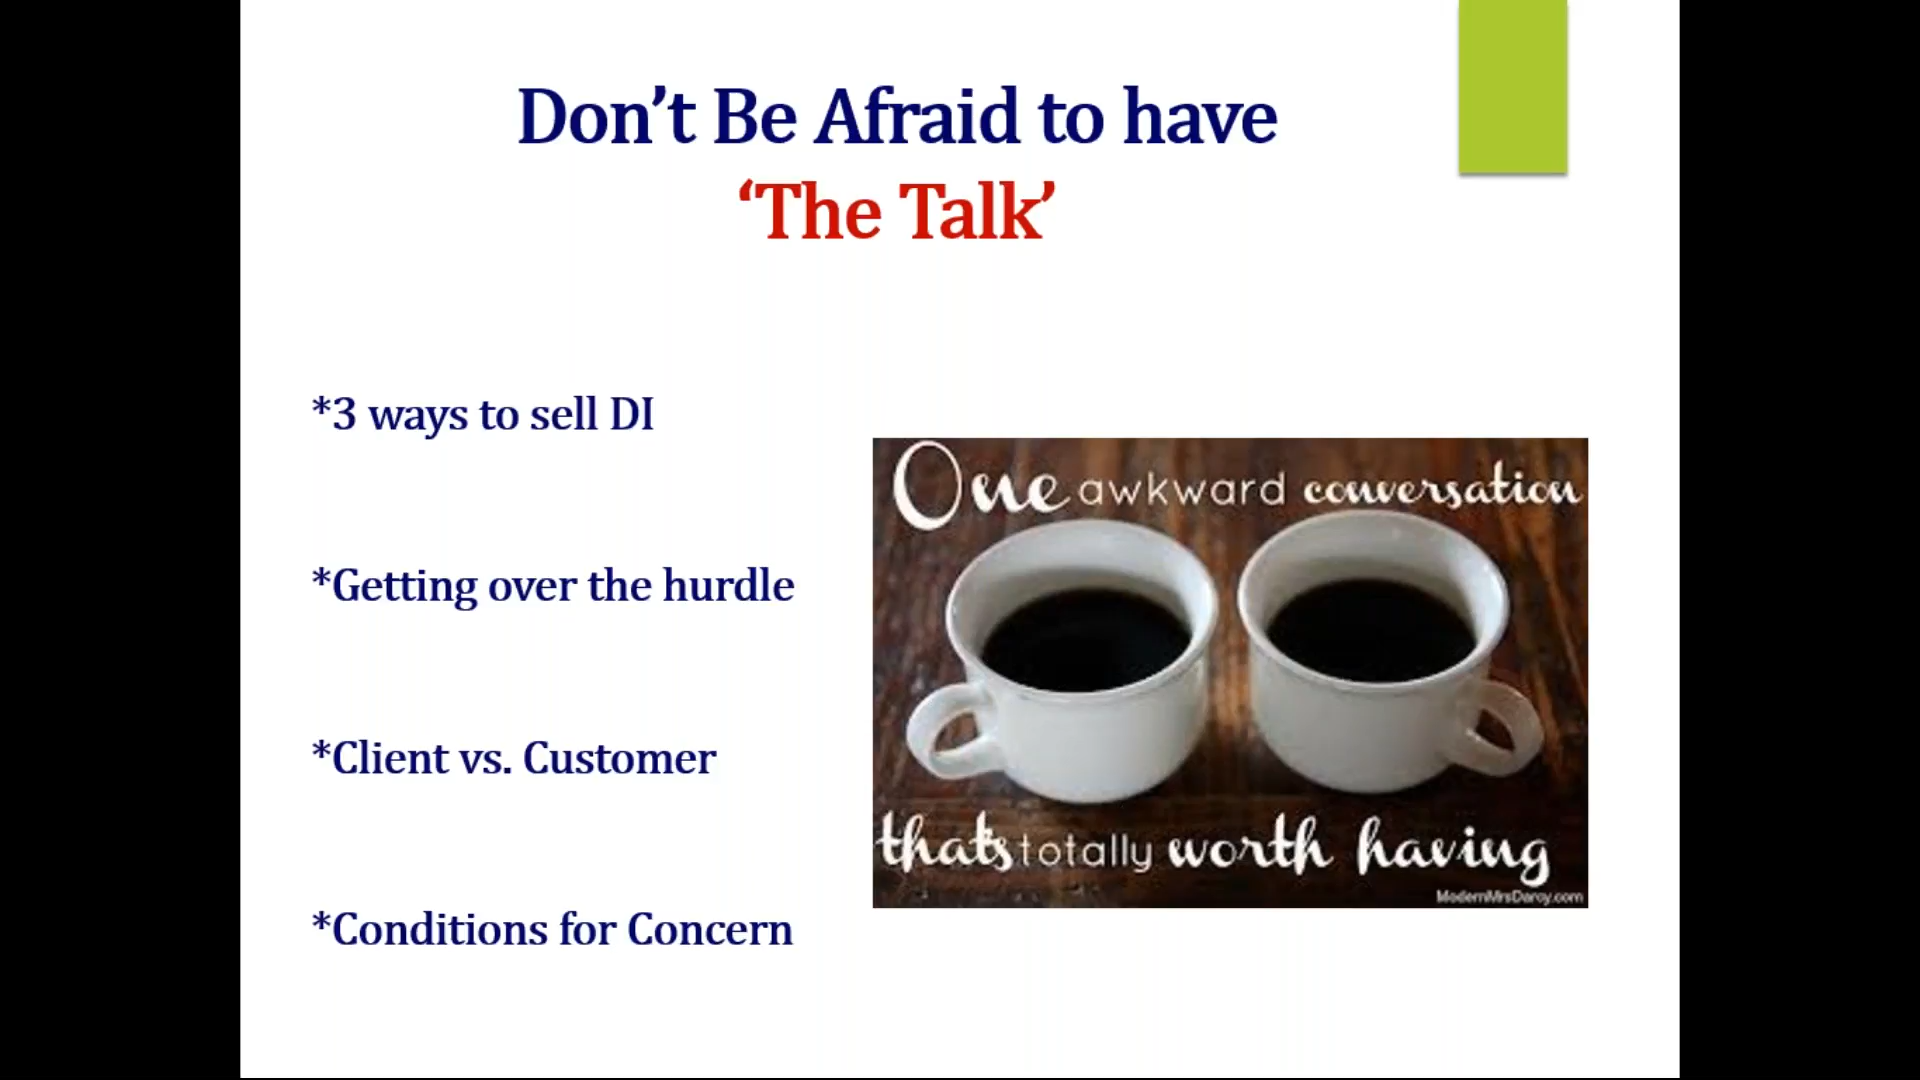 Don’t Be Afraid to have
‘The Talk’
*3 ways to sell DI
*Getting over the hurdle
*Client vs. Customer
*Conditions for Concern
One awkward conversation
thats totally worth having
ModernMrsDarcy.com